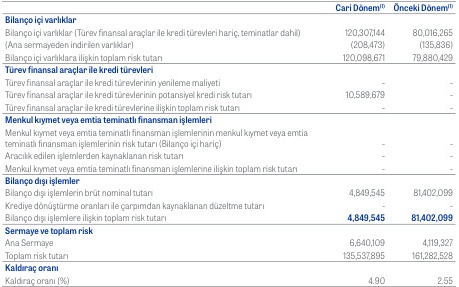 Cari Dönem(1) Önceki Dönem(1)
Bilanço içi varlıklar
Bilanço içi varlıklar (Türev finansal araçlar ile kredi türevleri hariç, teminatlar dahil) 120,307,144 80,016,265
(Ana sermayeden indirilen varlıklar) (208,473) (135,836)
Bilanço içi varlıklara ilişkin toplam risk tutarı 120,098,671 79,880,429
Türev finansal araçlar ile kredi türevleri
Türev finansal araçlar ile kredi türevlerinin yenileme maliyeti - -
Türev finansal araçlar ile kredi türevlerinin potansiyel kredi risk tutarı 10,589,679 -
Türev finansal araçlar ile kredi türevlerine ilişkin toplam risk tutarı - -
Menkul kıymet veya emtia teminatlı finansman işlemleri
Menkul kıymet veya emtia teminatlı finansman işlemlerinin menkul kıymet veya emtia
teminatlı finansman işlemlerinin risk tutarı (Bilanço içi hariç) - -
Aracılık edilen işlemlerden kaynaklanan risk tutarı - -
Menkul kıymet veya emtia teminatlı finansman işlemlerine ilişkin toplam risk tutarı - -
Bilanço dışı işlemler
Bilanço dışı işlemlerin brüt nominal tutarı 4,849,545 81,402,099
Krediye dönüştürme oranları ile çarpımdan kaynaklanan düzeltme tutarı - -
Bilanço dışı işlemlere ilişkin toplam risk tutarı 4,849,545 81,402,099
Sermaye ve toplam risk
Ana Sermaye 6,640,109 4,119,327
Toplam risk tutarı 135,537,895 161,282,528
Kaldıraç oranı
Kaldıraç oranı (%) 4.90 2.55